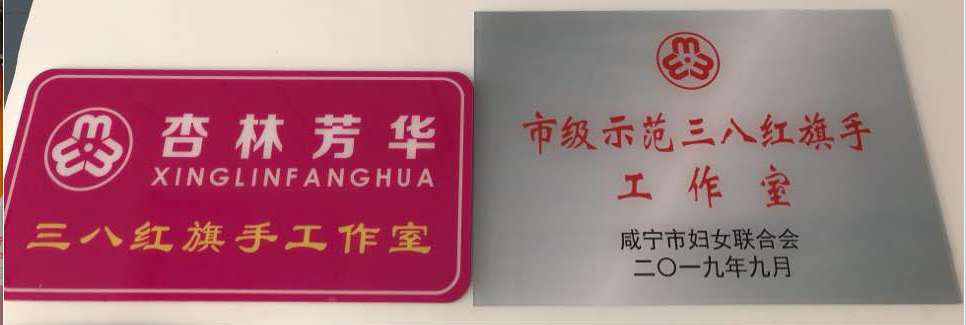 杏林芳华
XINGLINFANGHUA
三八红旗手工作室
市级示范三八红旗手
工作室
咸宁市妇女联合会
二〇一九年九月